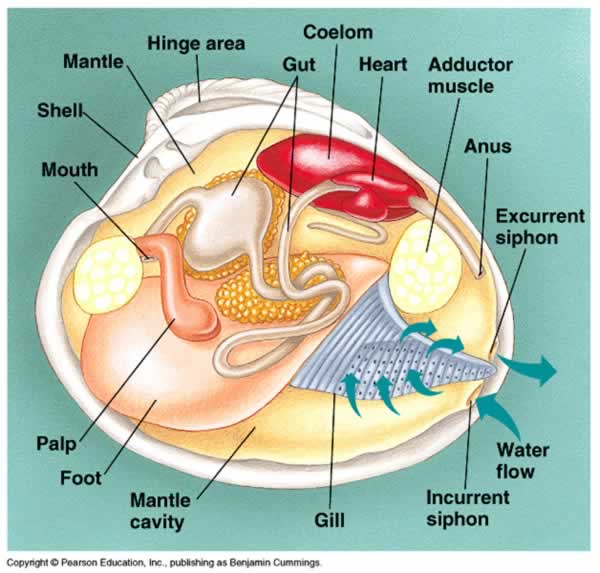 Coelom
Hinge area
Mantle
Gut
Heart
Adductor
muscle
Shell
Anus
Mouth
Excurrent
siphon
Palp
Foot
Mantle
cavity
Gill
Incurrent
siphon
Water
flow
Copyright © Pearson Education, Inc., publishing as Benjamin Cummings.